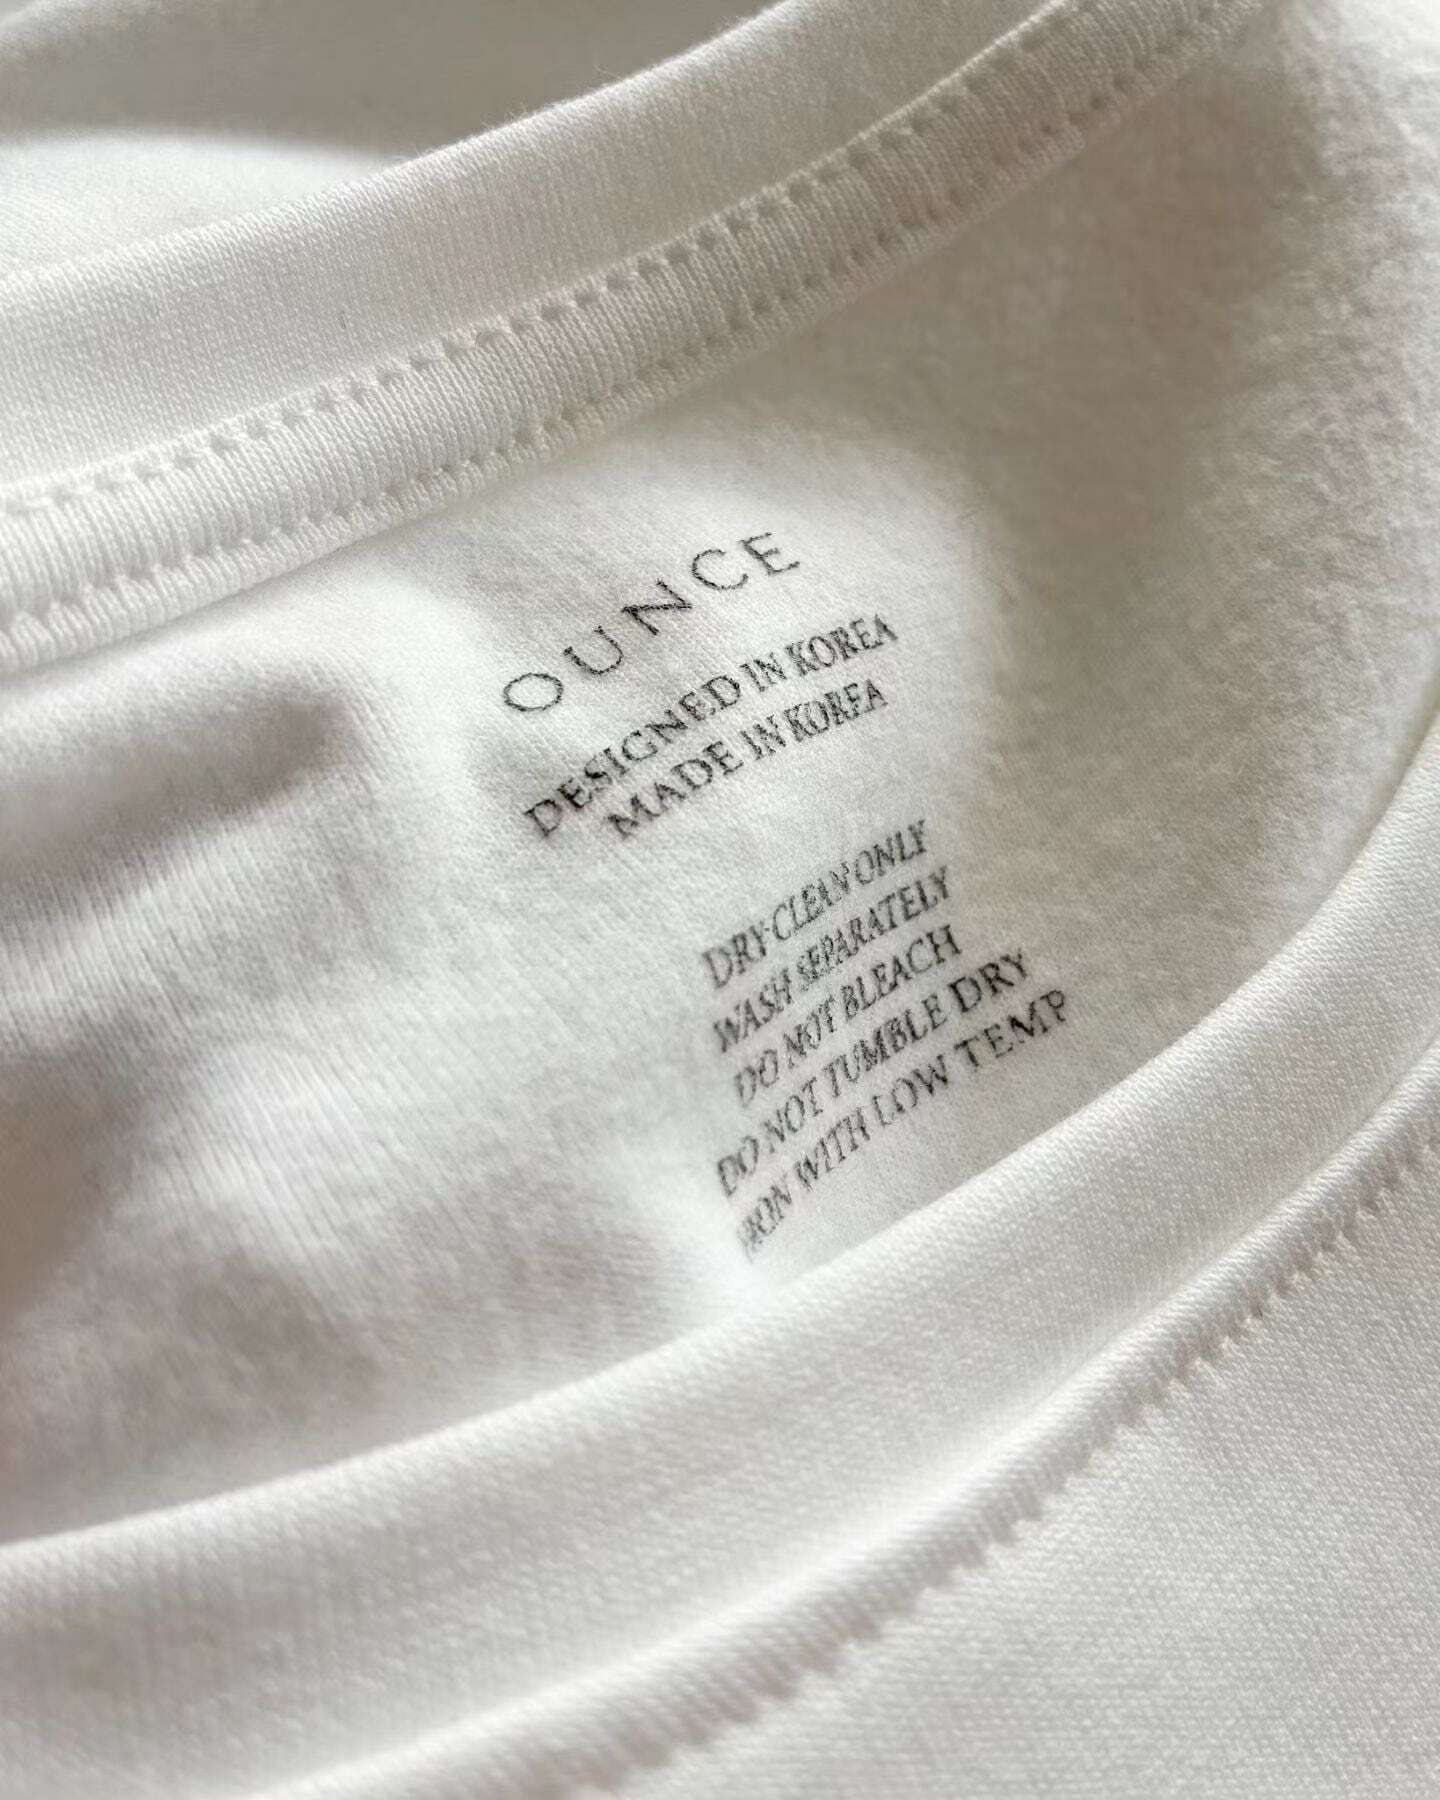 OUNCE
DESIGNED IN KOREA
MADE IN KOREA
DRY-CLEAN ONLY
WASH SEPARATELY
DO NOT BLEACH
DO NOT TUMBLE DRY
IRON WITH LOW TEMP